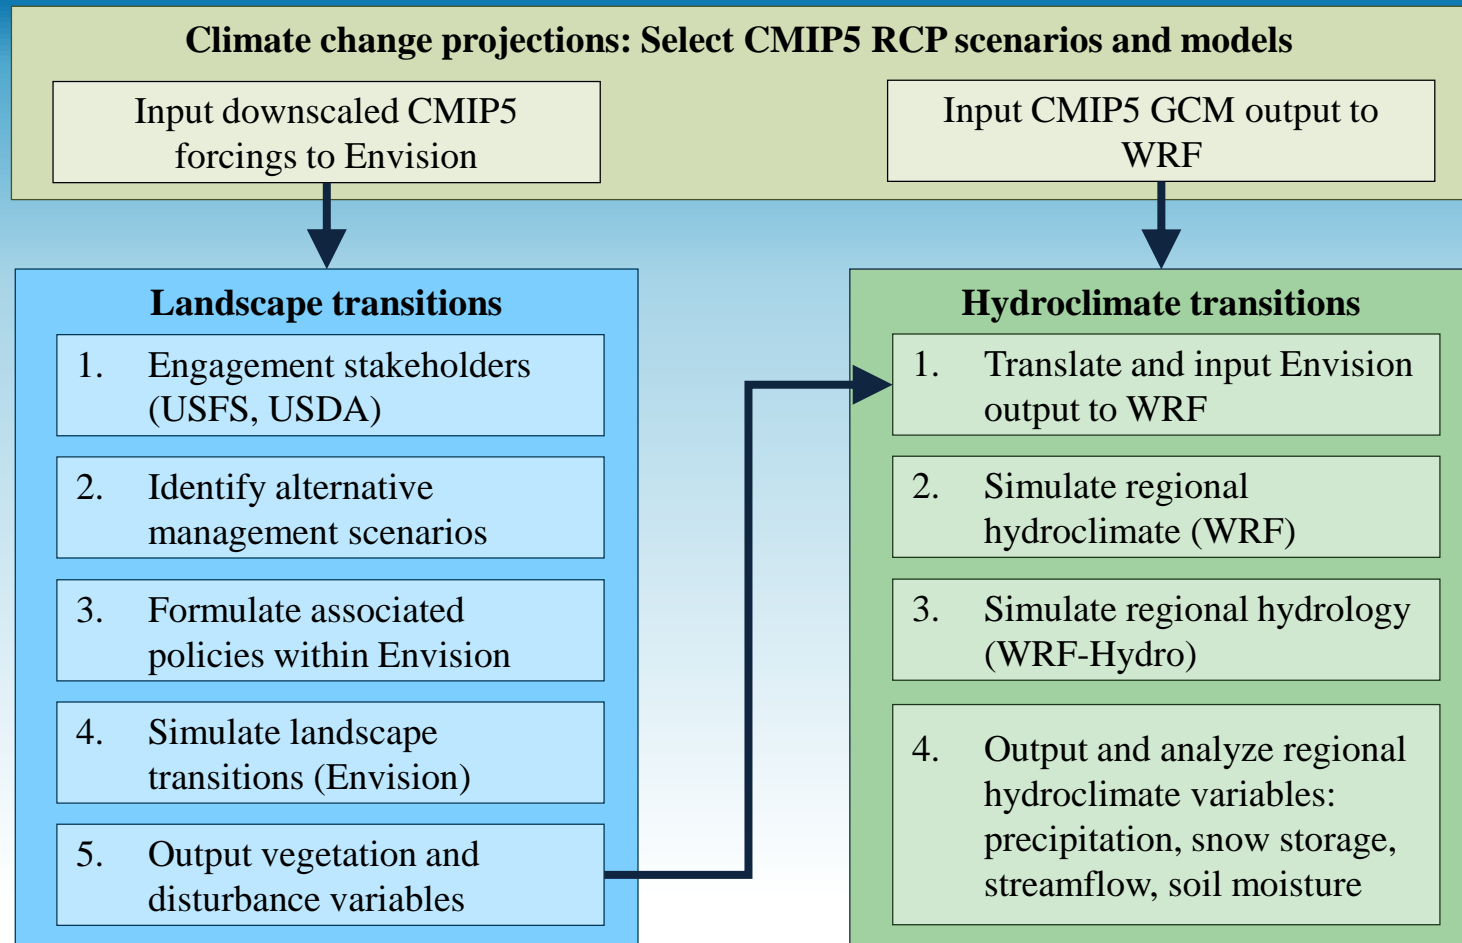 Climate change projections: Select CMIP5 RCP scenarios and models
Input downscaled CMIP5
forcings to Envision
Input CMIP5 GCM output to
WRF
Landscape transitions
1. Engagement stakeholders
(USFS, USDA)
2. Identify alternative
management scenarios
3. Formulate associated
policies within Envision
4. Simulate landscape
transitions (Envision)
5. Output vegetation and
disturbance variables
Hydroclimate transitions
1. Translate and input Envision
output to WRF
2. Simulate regional
hydroclimate (WRF)
3. Simulate regional hydrology
(WRF-Hydro)
4. Output and analyze regional
hydroclimate variables:
precipitation, snow storage,
streamflow, soil moisture